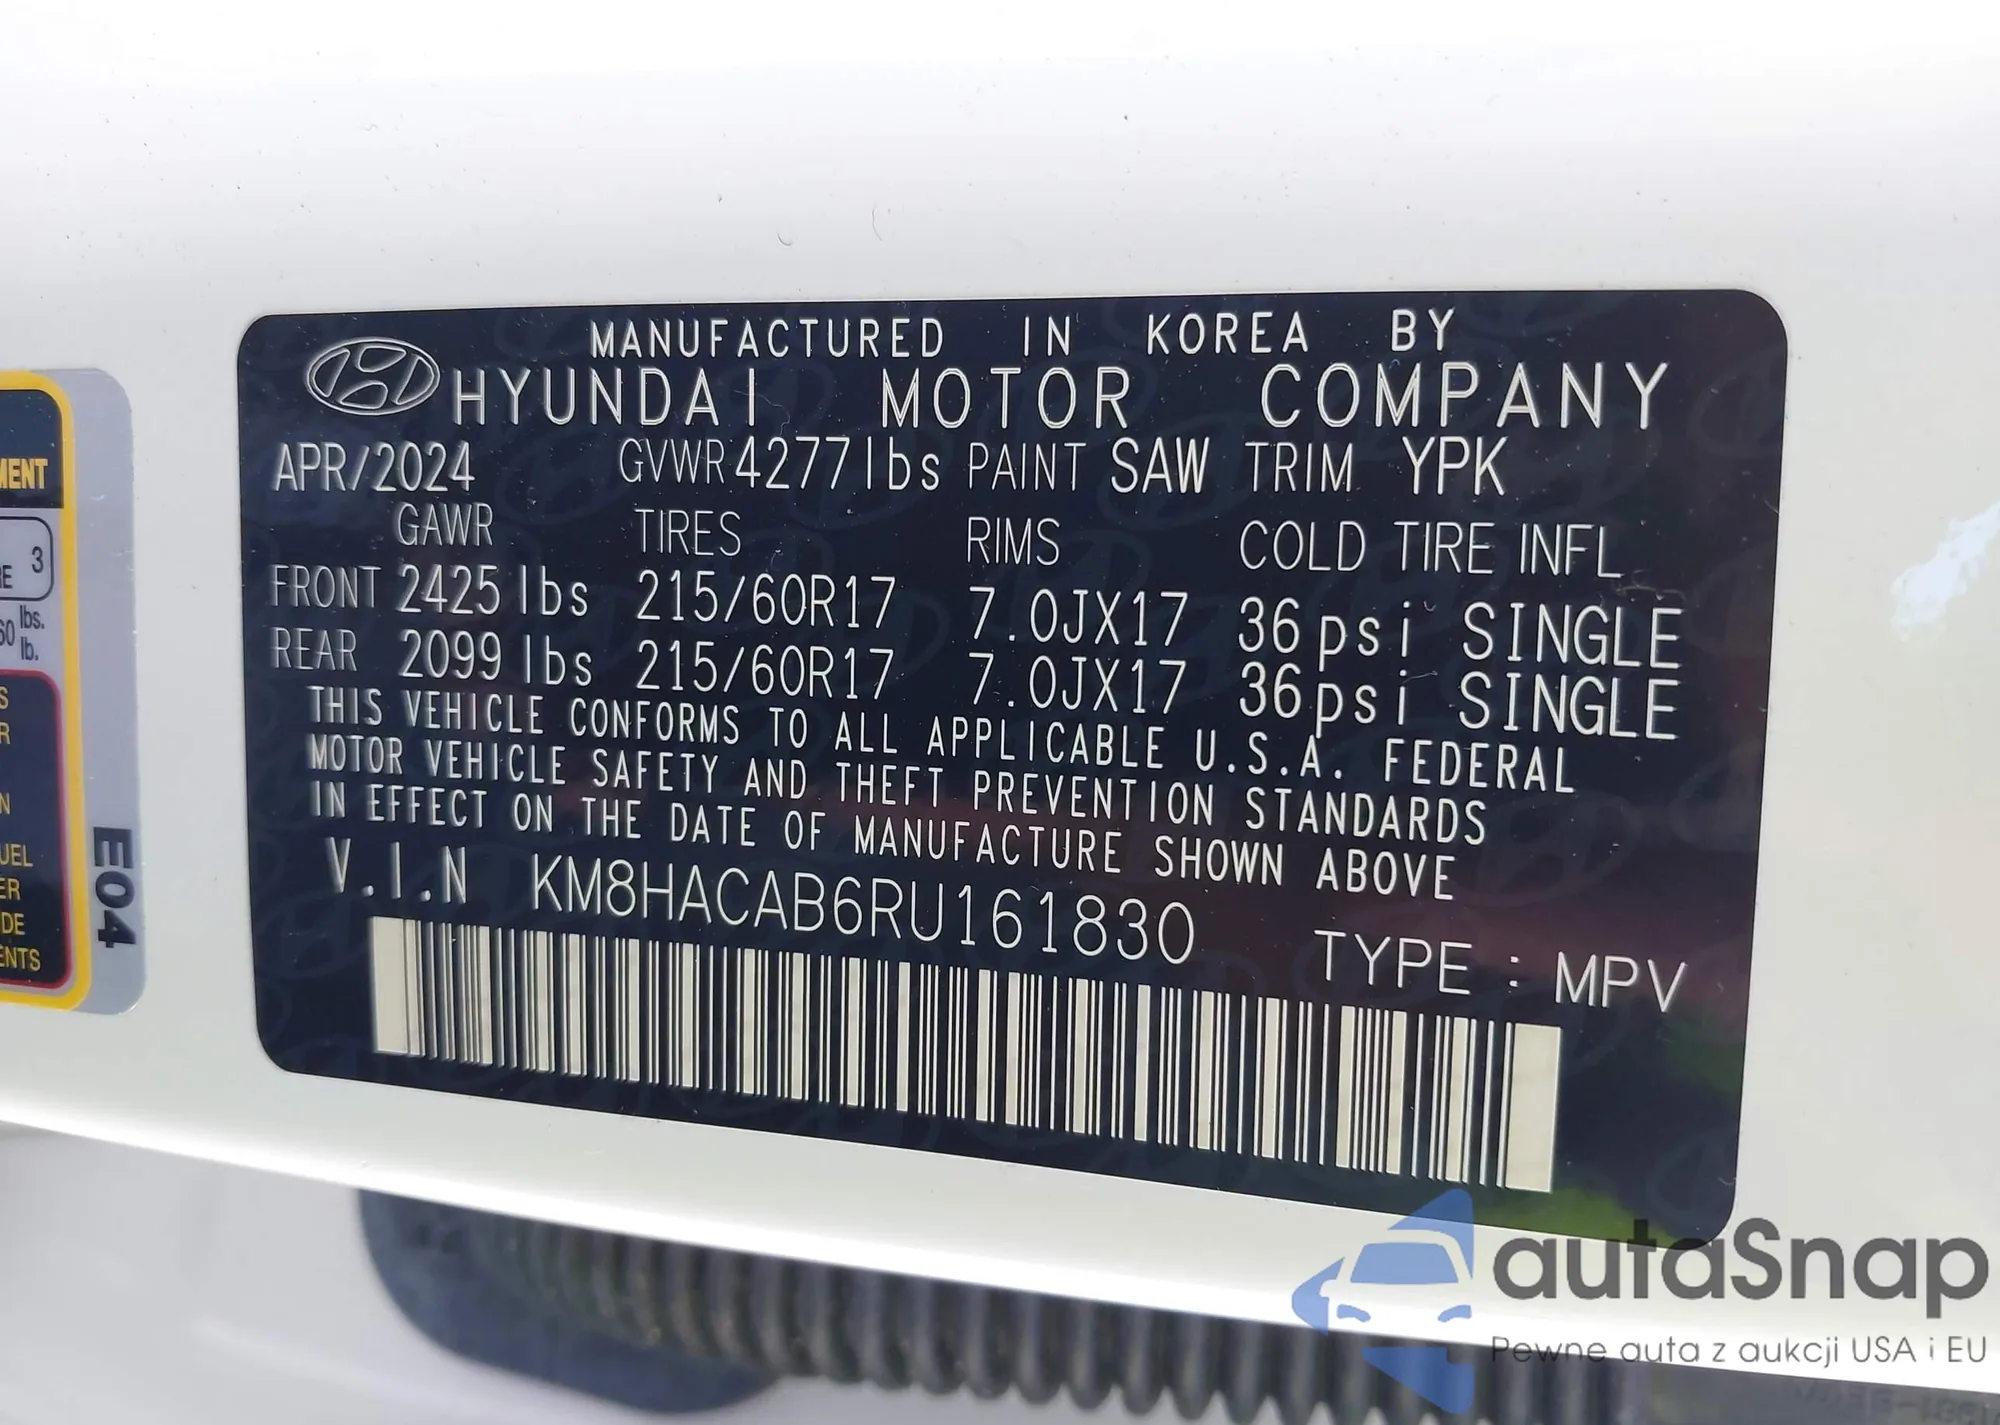 MANUFACTURED IN KOREA BY
HYUNDAI MOTOR COMPANY
APR/2024 GVWR 4277lbs PAINT SAW TRIM YPK
GAWR TIRES RIMS COLD TIRE INFL
FRONT 2425 lbs 215/60R17 7.0JX17 36psi SINGLE
REAR 2099 lbs 215/60R17 7.0JX17 36psi SINGLE
THIS VEHICLE CONFORMS TO ALL APPLICABLE U.S.A. FEDERAL
MOTOR VEHICLE SAFETY AND THEFT PREVENTION STANDARDS
IN EFFECT ON THE DATE OF MANUFACTURE SHOWN ABOVE
V.I.N KM8HACAB6RU161830
TYPE : MPV
3
lbs.
lb.
E04
autaSnap
Pewne auta z aukcji USA i EU